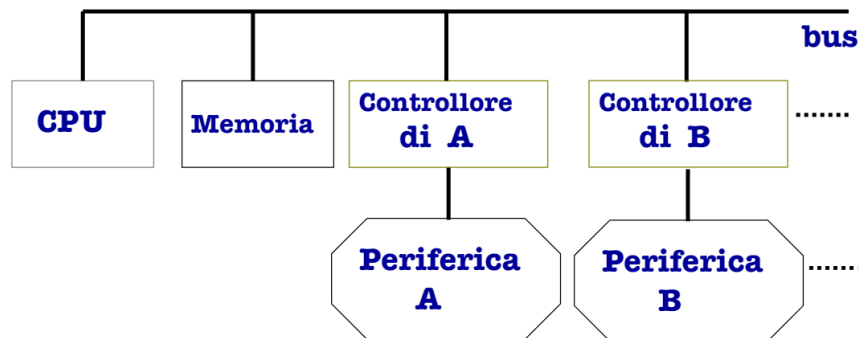 bus
CPU
Memoria
Controllore
di A
Controllore
di B
Periferica
A
Periferica
B